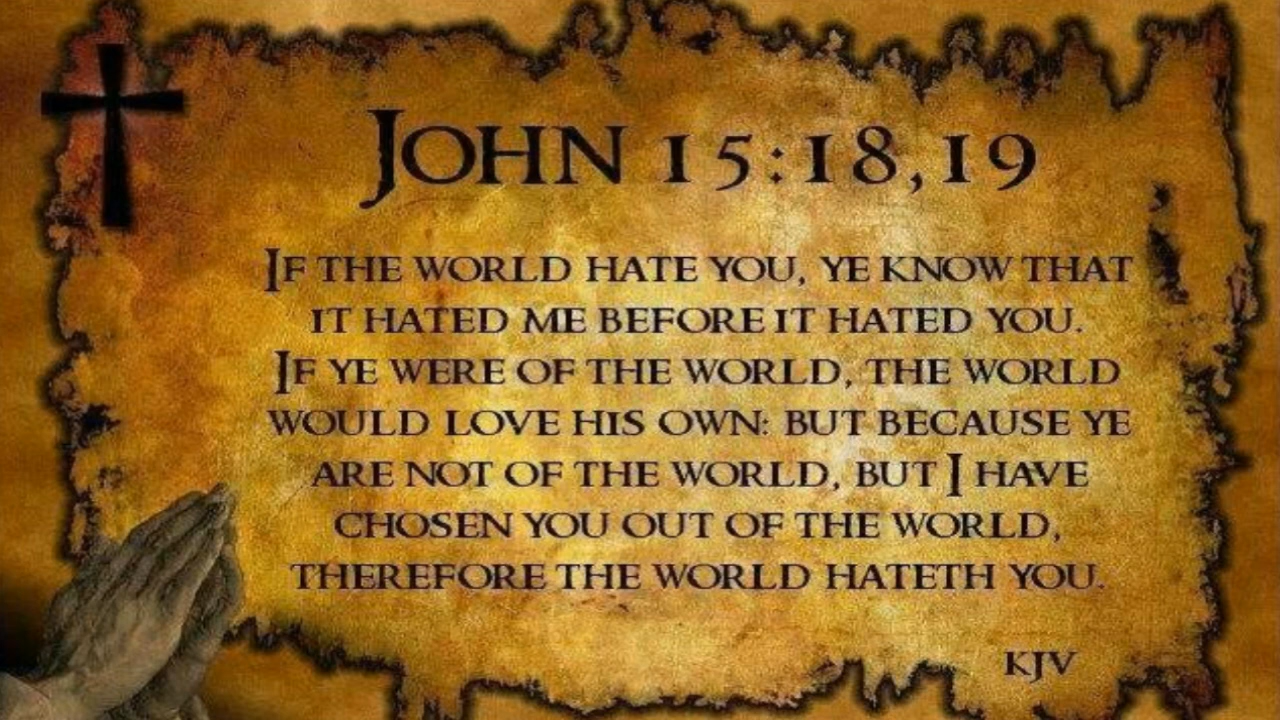 JOHN 15:18,19
IF THE WORLD HATE YOU, YE KNOW THAT
IT HATED ME BEFORE IT HATED YOU.
IF YE WERE OF THE WORLD, THE WORLD
WOULD LOVE HIS OWN: BUT BECAUSE YE
ARE NOT OF THE WORLD, BUT I HAVE
CHOSEN YOU OUT OF THE WORLD,
THEREFORE THE WORLD HATETH YOU.
KJV